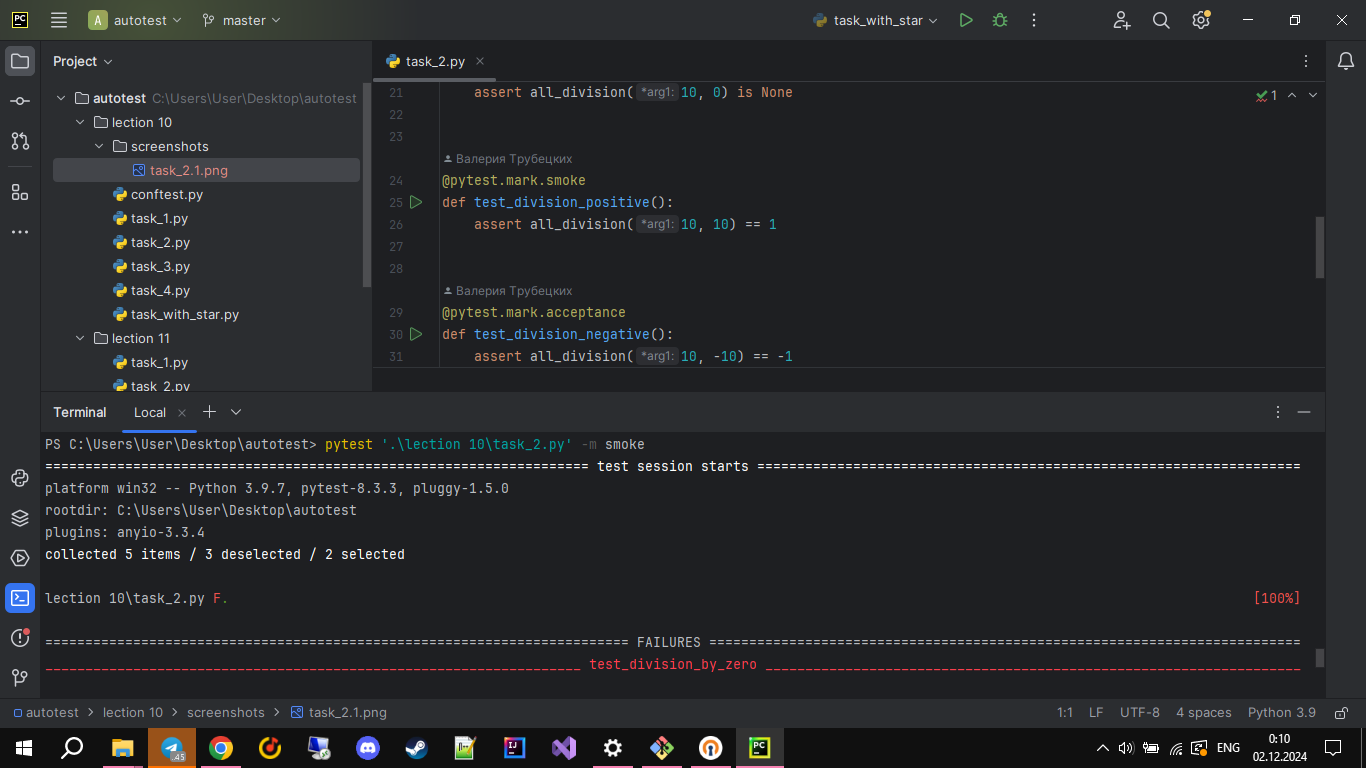 PC
A autotest
master
task_with_star
Project
task_2.py
autotest C:\Users\User\Desktop\autotest
lection 10
screenshots
task_2.1.png
conftest.py
task_1.py
task_2.py
task_3.py
task_4.py
task_with_star.py
lection 11
task_1.py
task_2.py
21 assert all_division( *arg1: 10, 0) is None
1
22
23
Валерия Трубецких
24 @pytest.mark.smoke
25 def test_division_positive():
26 assert all_division( *arg1: 10, 10) == 1
27
28
Валерия Трубецких
29 @pytest.mark.acceptance
30 def test_division_negative():
31 assert all_division( *arg1: 10, -10) == -1
Terminal Local
PS C:\Users\User\Desktop\autotest> pytest '.\lection 10\task_2.py' -m smoke
==================================================================== test session starts ====================================================================
platform win32 -- Python 3.9.7, pytest-8.3.3, pluggy-1.5.0
rootdir: C:\Users\User\Desktop\autotest
plugins: anyio-3.3.4
collected 5 items / 3 deselected / 2 selected
lection 10\task_2.py F. [100%]
========================================================================= FAILURES ==========================================================================
___________________________________________________________________ test_division_by_zero ___________________________________________________________________
autotest > lection 10 > screenshots > task_2.1.png
1:1 LF UTF-8 4 spaces Python 3.9
.45
IJ
PC
ENG
0:10
02.12.2024